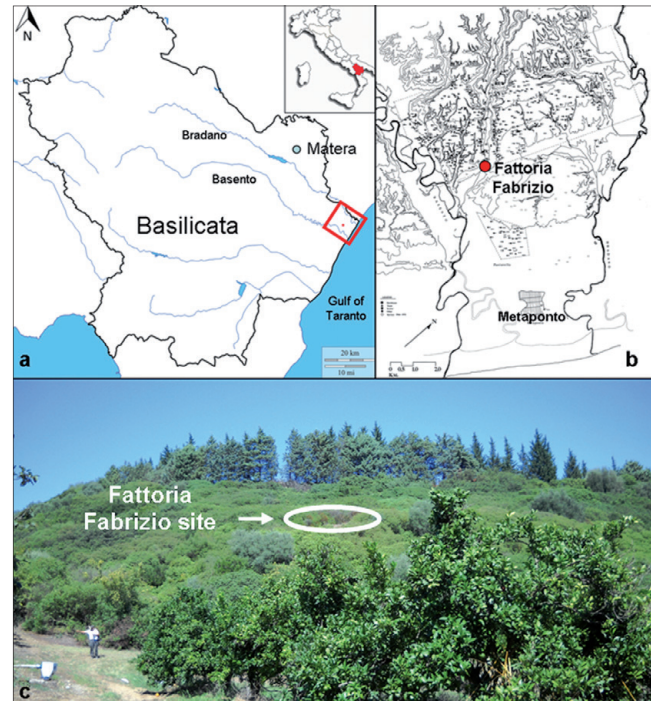 N
Bradano
Matera
Basento
Basilicata
Gulf of
Taranto
20 km
10 mi
a
Fattoria
Fabrizio
Metaponto
N
b
Fattoria
Fabrizio site
c